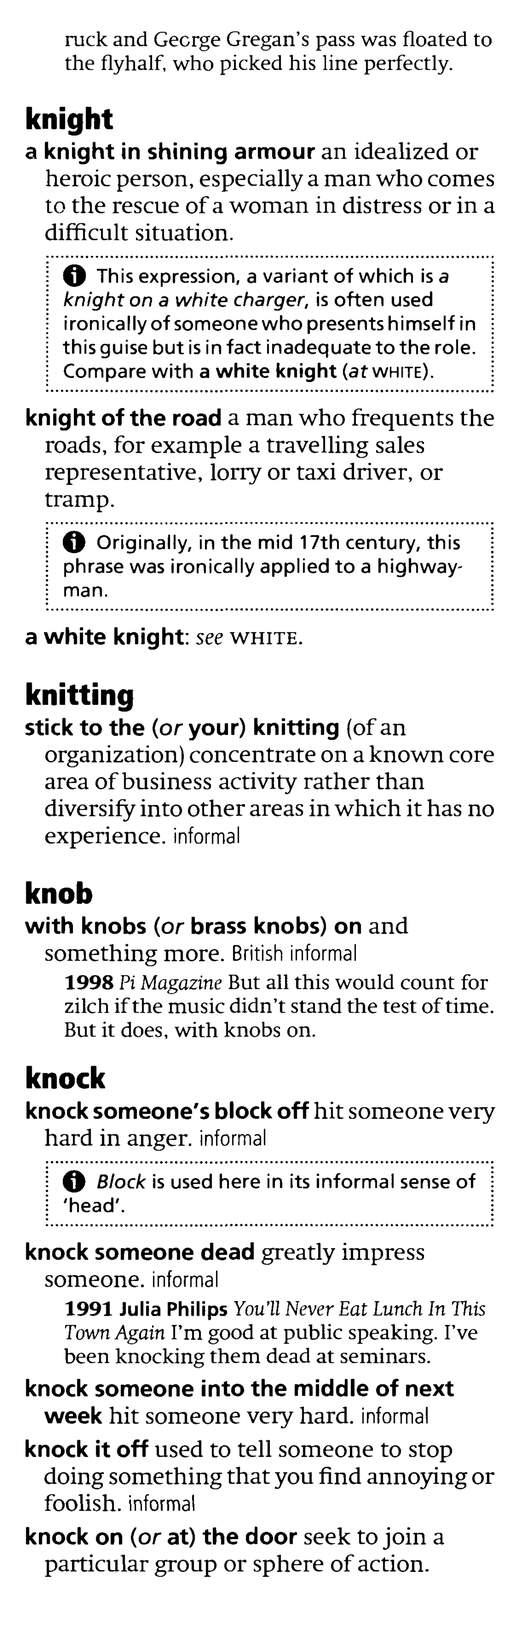 ruck and George Gregan's pass was floated to
the flyhalf, who picked his line perfectly.
knight
a knight in shining armour an idealized or
heroic person, especially a man who comes
to the rescue of a woman in distress or in a
difficult situation.
This expression, a variant of which is a
knight on a white charger, is often used
ironically of someone who presents himself in
this guise but is in fact inadequate to the role.
Compare with a white knight (at WHITE).
knight of the road a man who frequents the
roads, for example a travelling sales
representative, lorry or taxi driver, or
tramp.
Originally, in the mid 17th century, this
phrase was ironically applied to a highway-
man.
a white knight: see WHITE.
knitting
stick to the (or your) knitting (of an
organization) concentrate on a known core
area of business activity rather than
diversify into other areas in which it has no
experience. informal
knob
with knobs (or brass knobs) on and
something more. British informal
1998 Pi Magazine But all this would count for
zilch if the music didn't stand the test of time.
But it does, with knobs on.
knock
knock someone's block off hit someone very
hard in anger. informal
Block is used here in its informal sense of
'head'.
knock someone dead greatly impress
someone. informal
1991 Julia Philips You'll Never Eat Lunch In This
Town Again I'm good at public speaking. I've
been knocking them dead at seminars.
knock someone into the middle of next
week hit someone very hard. informal
knock it off used to tell someone to stop
doing something that you find annoying or
foolish. informal
knock on (or at) the door seek to join a
particular group or sphere of action.